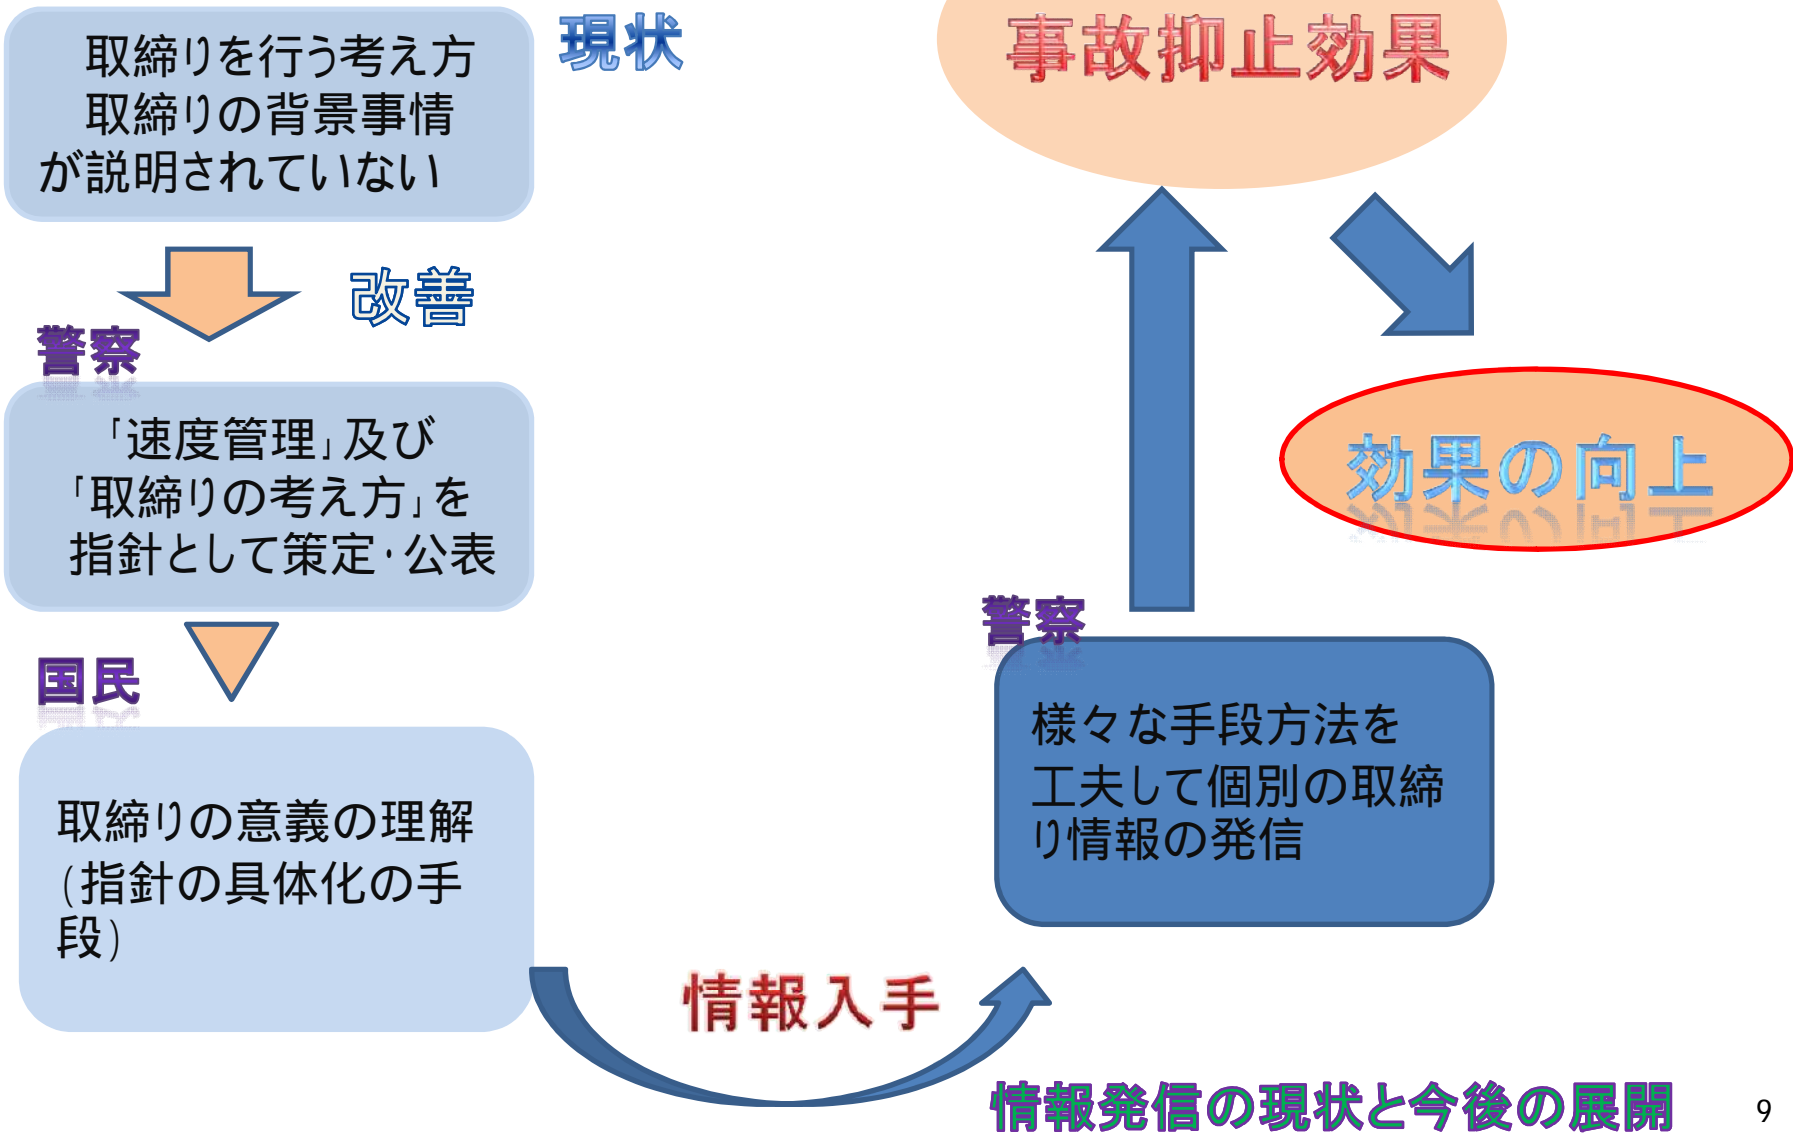 取締りを行う考え方
取締りの背景事情
が説明されていない
現状
改善
警察
「速度管理」及び
「取締りの考え方」を
指針として策定・公表
国民
取締りの意義の理解
(指針の具体化の手
段)
情報入手
警察
様々な手段方法を
工夫して個別の取締
り情報の発信
事故抑止効果
効果の向上
情報発信の現状と今後の展開
9